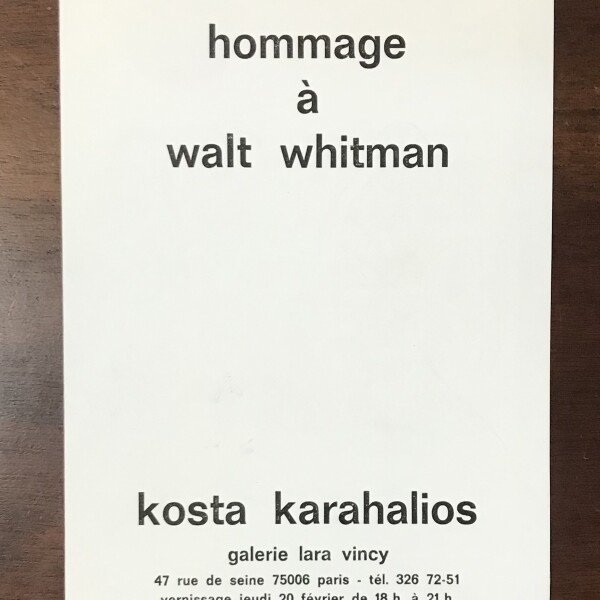 hommage
à
walt whitman
kosta karahalios
galerie lara vincy
47 rue de seine 75006 paris - tél. 326 72-51
vernissage jeudi 20 février de 18 h. à 21 h.